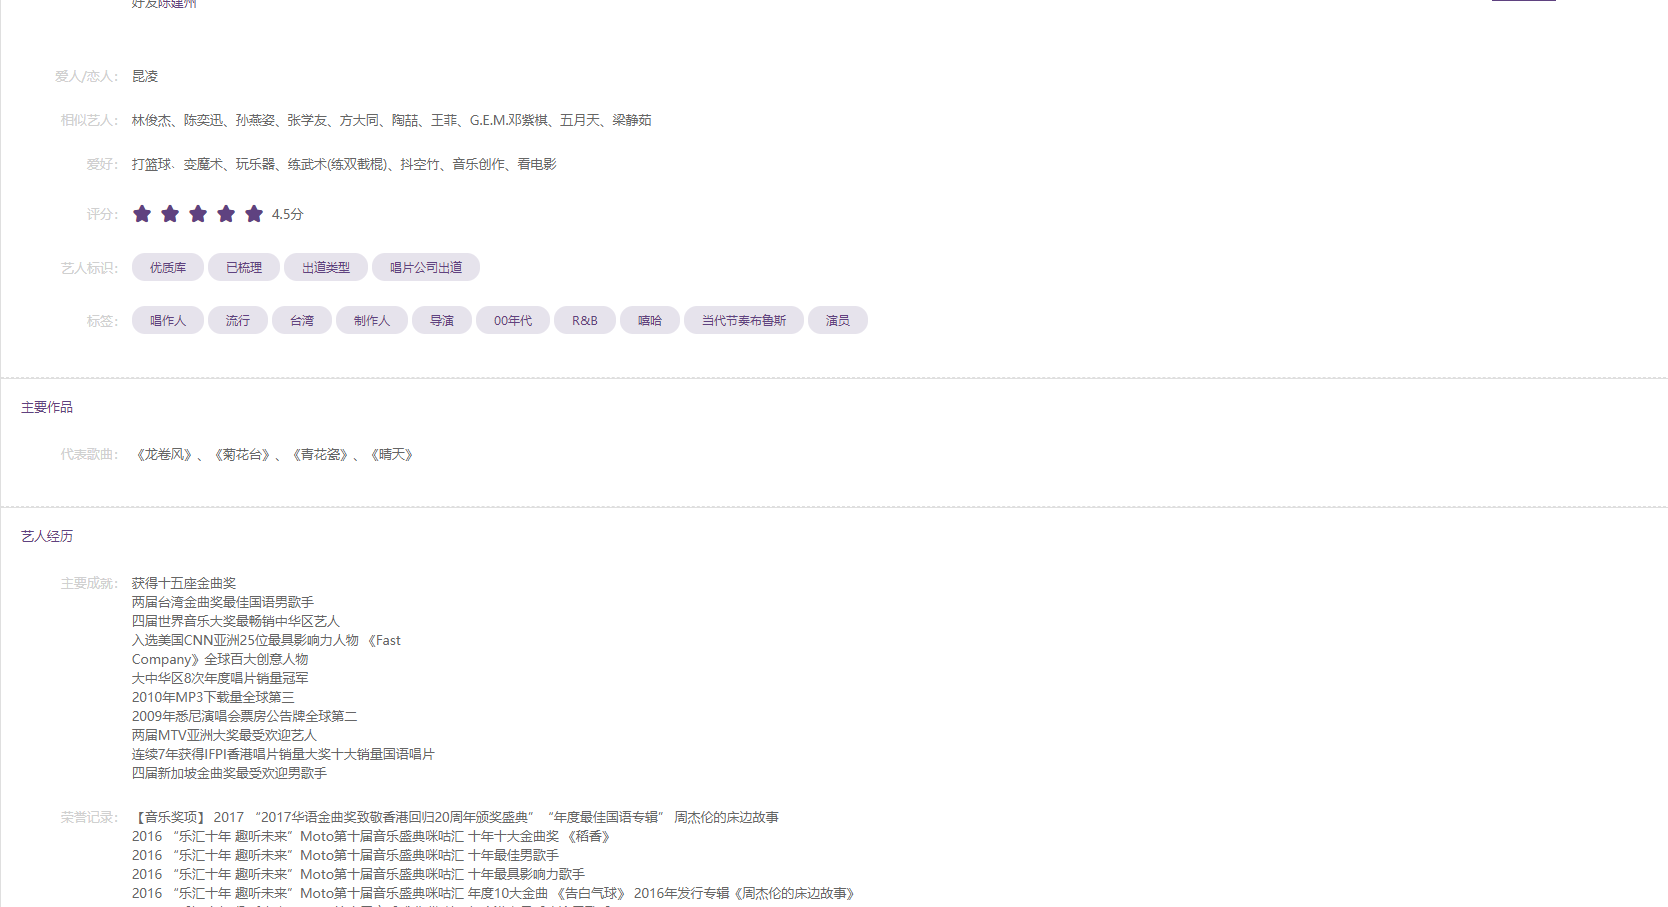 好友陈建州
爱人/恋人： 昆凌
相似艺人： 林俊杰、陈奕迅、孙燕姿、张学友、方大同、陶喆、王菲、G.E.M.邓紫棋、五月天、梁静茹
爱好： 打篮球、变魔术、玩乐器、练武术(练双截棍)、抖空竹、音乐创作、看电影
评分： 4.5分
艺人标识： 优质库 已梳理 出道类型 唱片公司出道
标签： 唱作人 流行 台湾 制作人 导演 00年代 R&B 嘻哈 当代节奏布鲁斯 演员
主要作品
代表歌曲： 《龙卷风》、《菊花台》、《青花瓷》、《晴天》
艺人经历
主要成就： 获得十五座金曲奖
两届台湾金曲奖最佳国语男歌手
四届世界音乐大奖最畅销中华区艺人
入选美国CNN亚洲25位最具影响力人物 《Fast
Company》全球百大创意人物
大中华区8次年度唱片销量冠军
2010年MP3下载量全球第三
2009年悉尼演唱会票房公告牌全球第二
两届MTV亚洲大奖最受欢迎艺人
连续7年获得IFPI香港唱片销量大奖十大销量国语唱片
四届新加坡金曲奖最受欢迎男歌手
荣誉记录： 【音乐奖项】 2017 “2017华语金曲奖致敬香港回归20周年颁奖盛典” “年度最佳国语专辑” 周杰伦的床边故事
2016 “乐汇十年 趣听未来” Moto第十届音乐盛典咪咕汇 十年十大金曲奖 《稻香》
2016 “乐汇十年 趣听未来” Moto第十届音乐盛典咪咕汇 十年最佳男歌手
2016 “乐汇十年 趣听未来” Moto第十届音乐盛典咪咕汇 十年最具影响力歌手
2016 “乐汇十年 趣听未来” Moto第十届音乐盛典咪咕汇 年度10大金曲 《告白气球》 2016年发行专辑《周杰伦的床边故事》